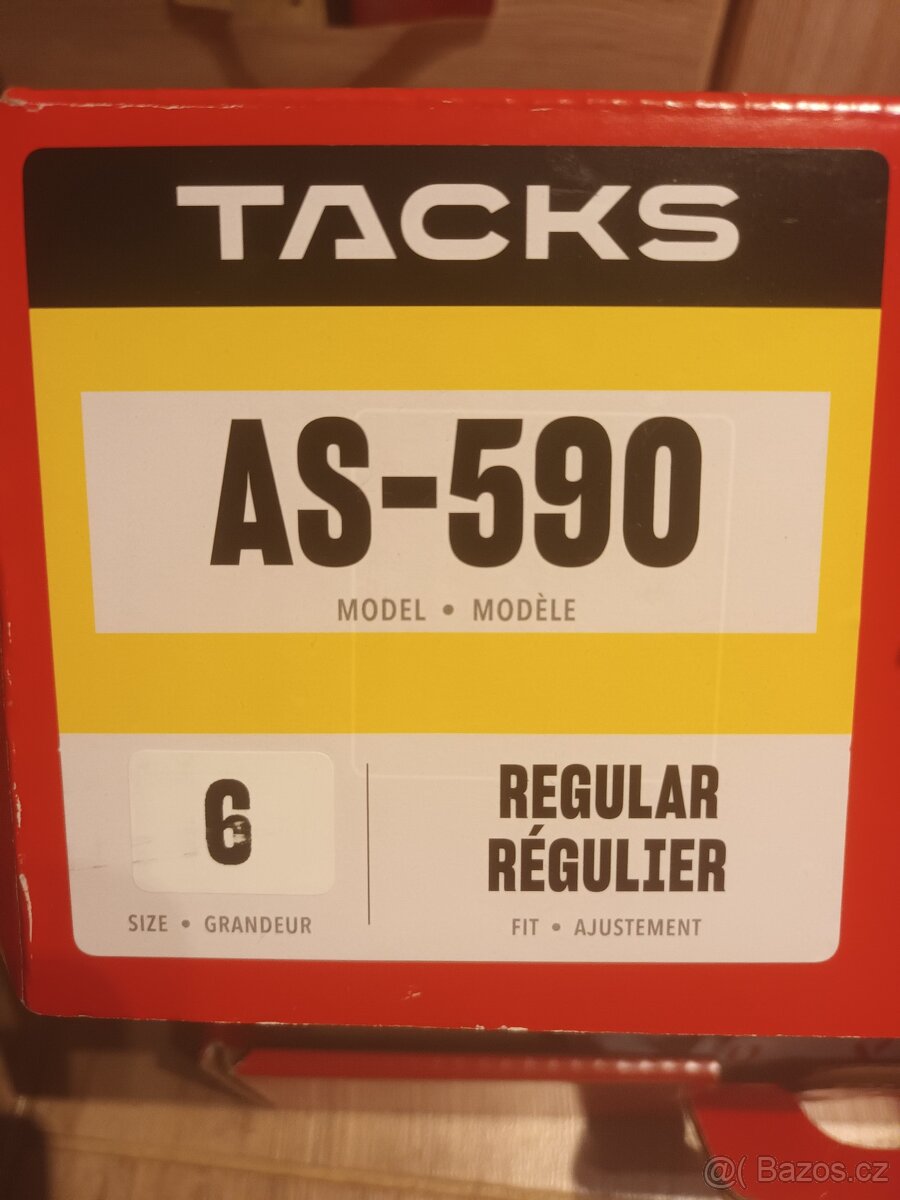 TACKS
AS-590
MODEL • MODÈLE
6
SIZE • GRANDEUR
REGULAR
RÉGULIER
FIT • AJUSTEMENT
@( Bazos.cz